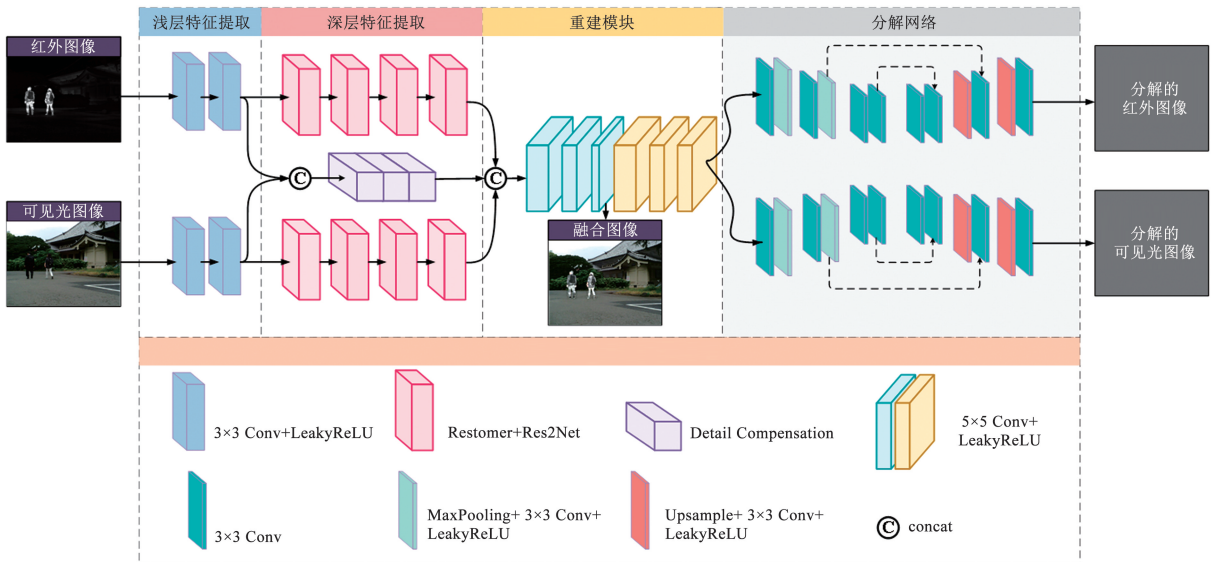 浅层特征提取
深层特征提取
重建模块
分解网络
红外图像
分解的
红外图像
C
C
可见光图像
融合图像
分解的
可见光图像
3×3 Conv+LeakyReLU
Restomer+Res2Net
Detail Compensation
5×5 Conv+
LeakyReLU
3×3 Conv
MaxPooling+ 3×3 Conv+
LeakyReLU
Upsample+ 3×3 Conv+
LeakyReLU
C concat